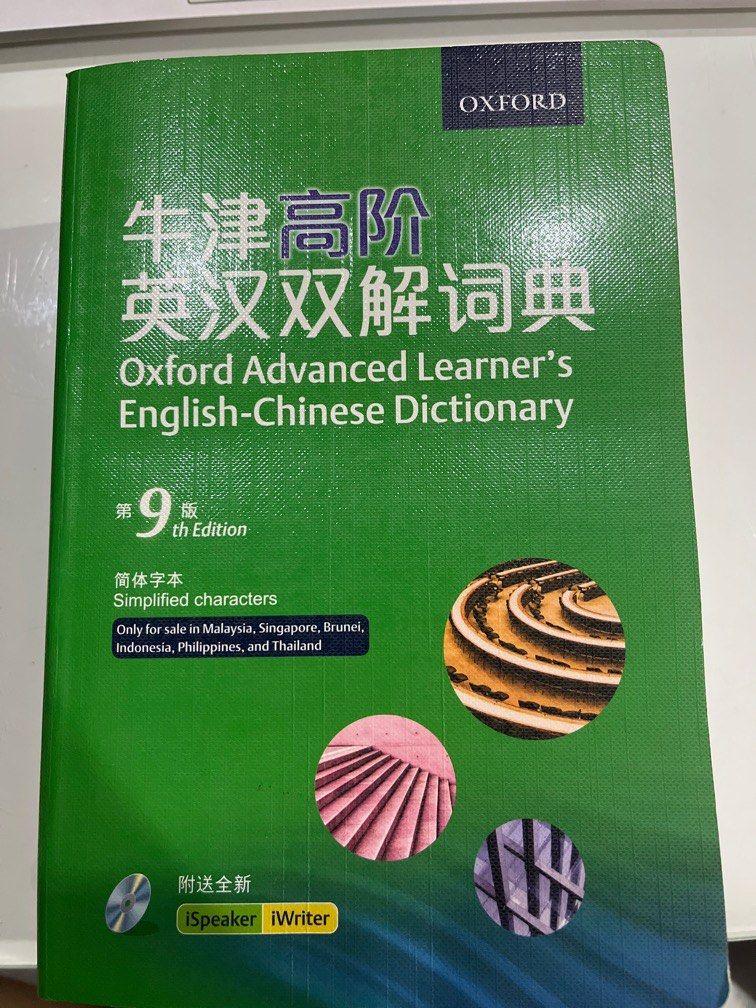 OXFORD
牛津高阶
英汉双解词典
Oxford Advanced Learner's
English-Chinese Dictionary
第9版
th Edition
简体字本
Simplified characters
Only for sale in Malaysia, Singapore, Brunei,
Indonesia, Philippines, and Thailand
附送全新
iSpeaker iWriter